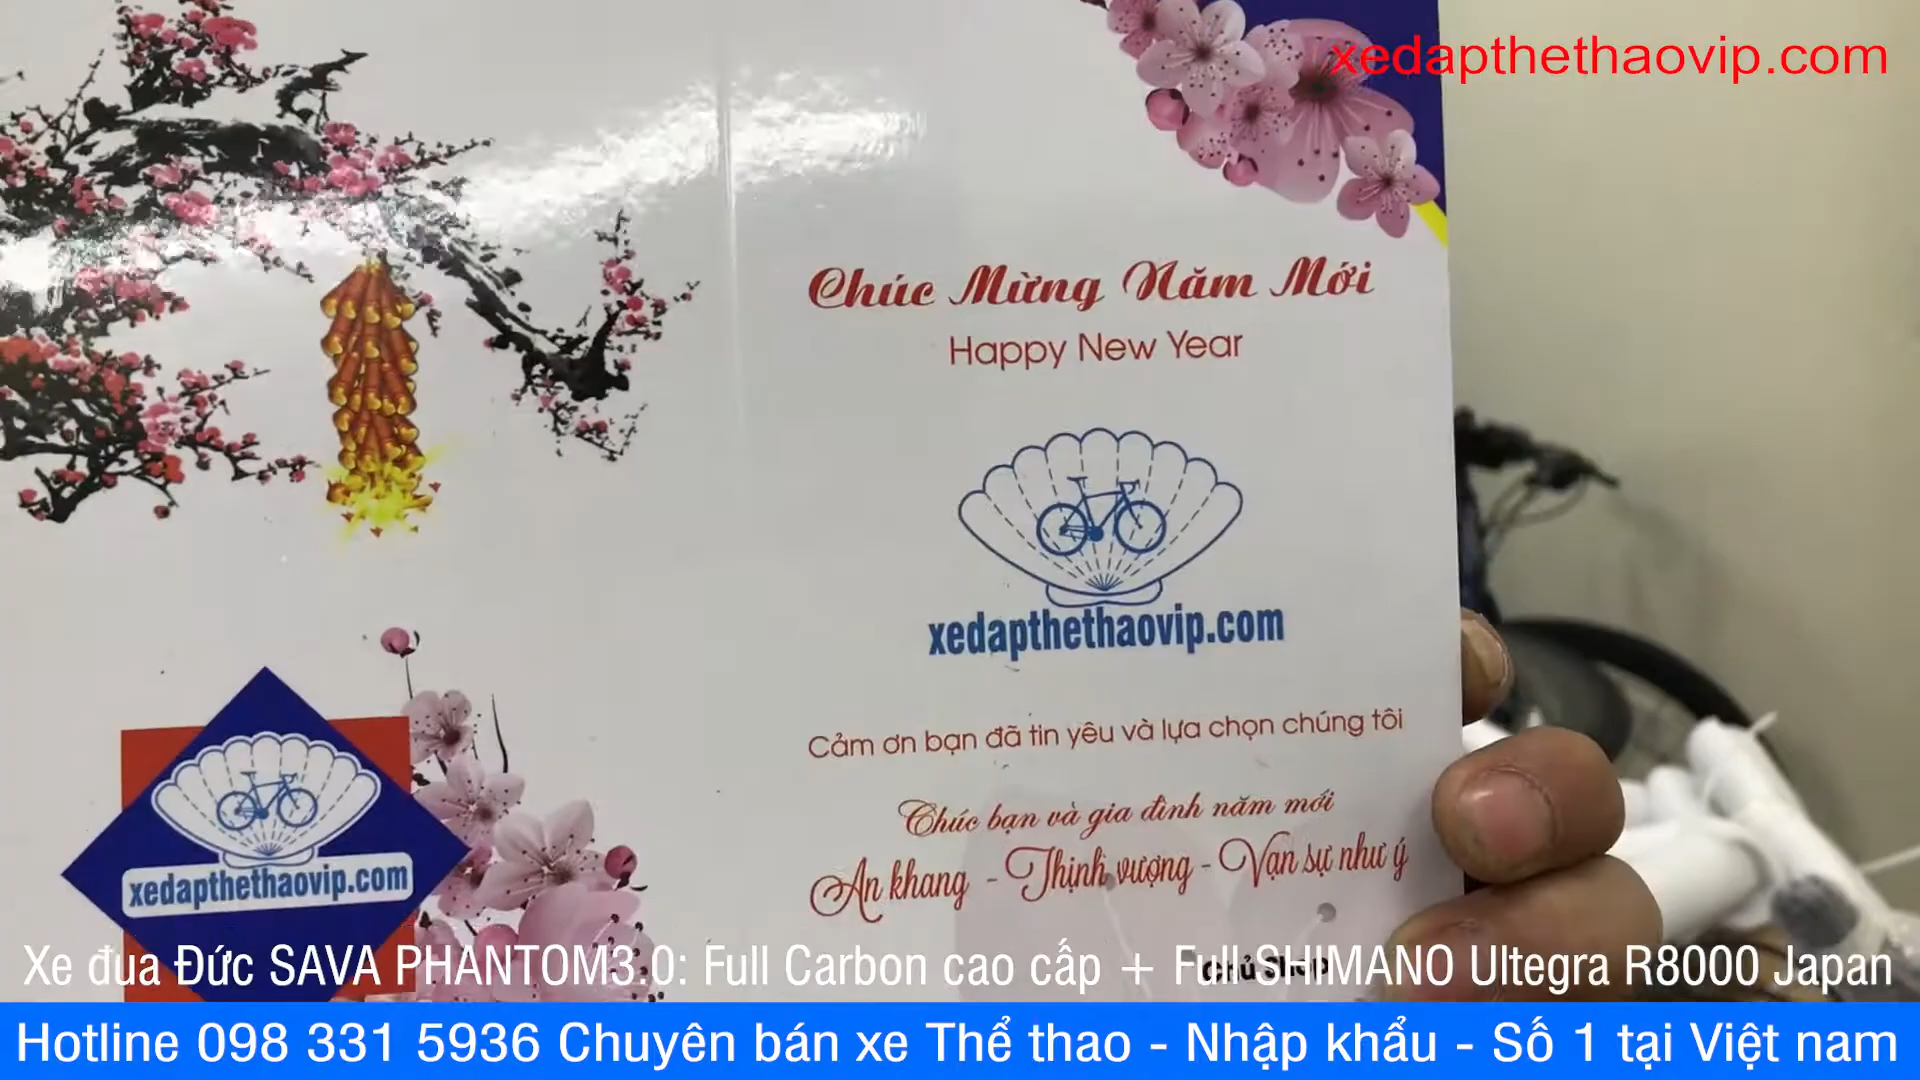 xedapthethaovip.com
Chúc Mừng Năm Mới
Happy New Year
xedapthethaovip.com
Cảm ơn bạn đã tin yêu và lựa chọn chúng tôi
Chúc bạn và gia đình năm mới
An khang - Thịnh vượng - Vạn sự như ý
xedapthethaovip.com
Chủ Shop
Xe đua Đức SAVA PHANTOM3.0: Full Carbon cao cấp + Full SHIMANO Ultegra R8000 Japan
Hotline 098 331 5936 Chuyên bán xe Thể thao - Nhập khẩu - Số 1 tại Việt nam